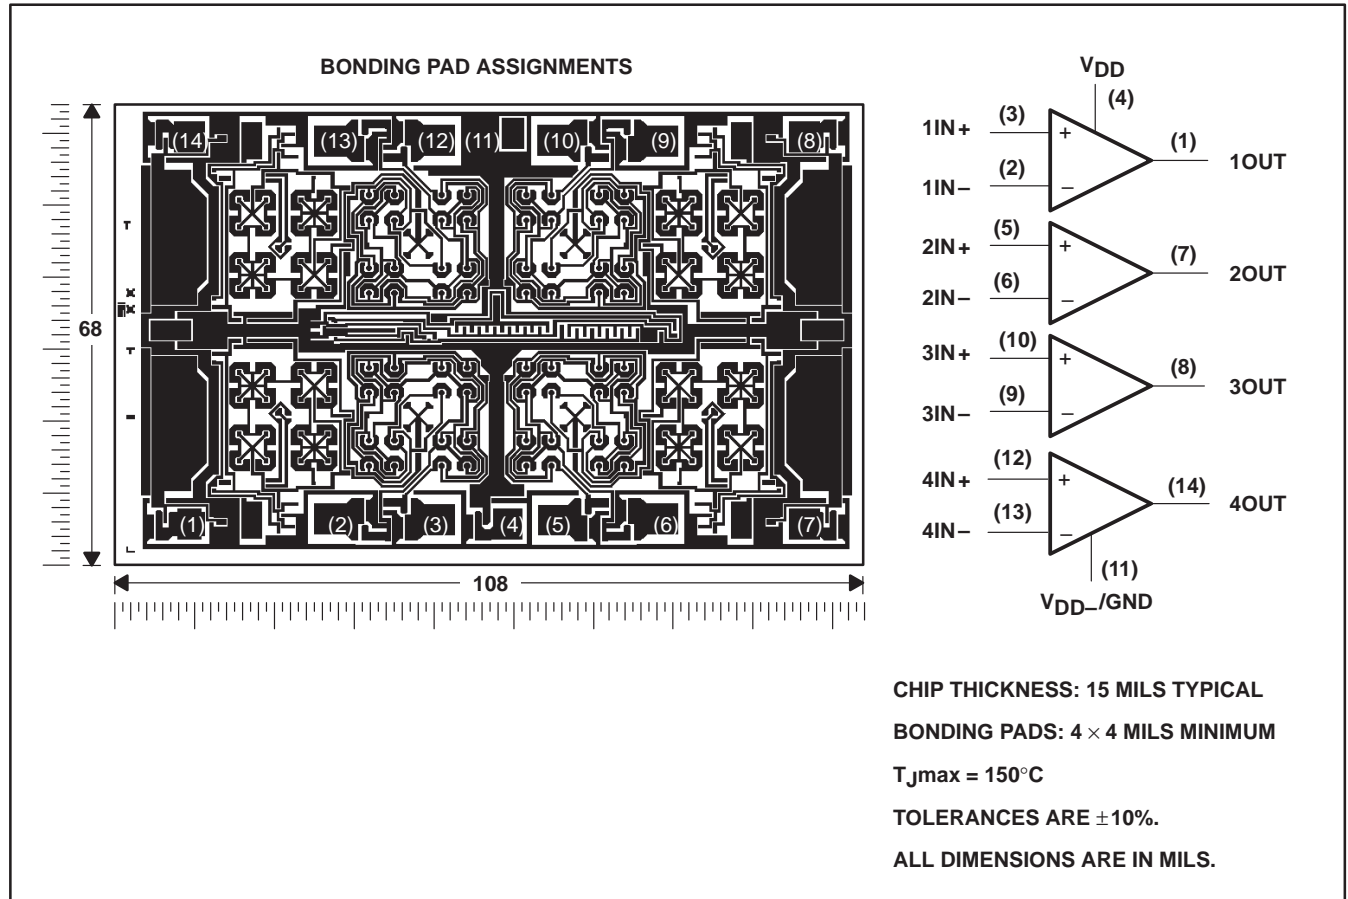 BONDING PAD ASSIGNMENTS
(14) (13) (12) (11) (10) (9) (8)
68
(1) (2) (3) (4) (5) (6) (7)
108
VDD
(4)
1IN+ (3) + (1) 1OUT
1IN− (2) −
2IN+ (5) + (7) 2OUT
2IN− (6) −
3IN+ (10) + (8) 3OUT
3IN− (9) −
4IN+ (12) + (14) 4OUT
4IN− (13) −
(11)
VDD−/GND
CHIP THICKNESS: 15 MILS TYPICAL
BONDING PADS: 4 × 4 MILS MINIMUM
TJmax = 150°C
TOLERANCES ARE ±10%.
ALL DIMENSIONS ARE IN MILS.